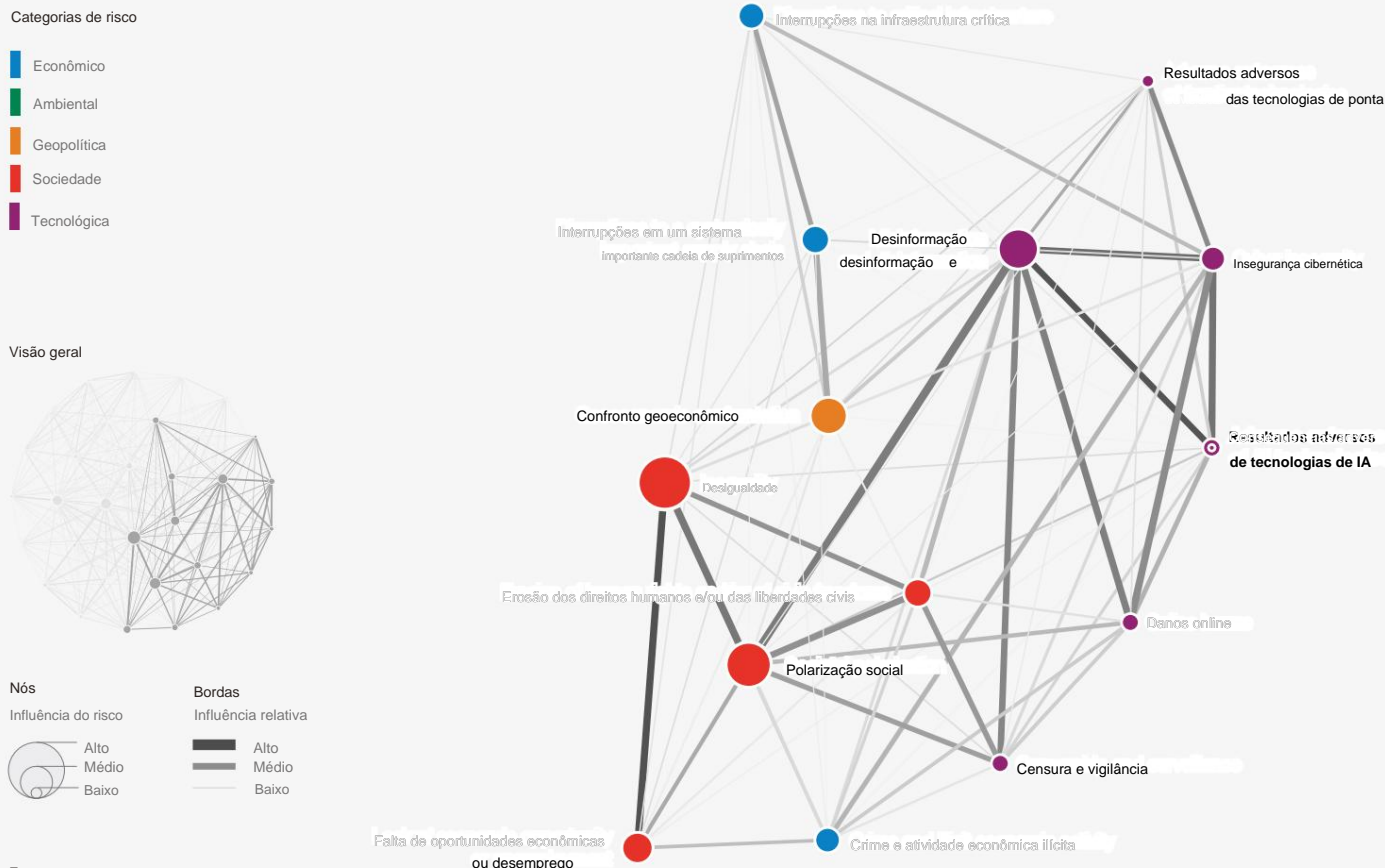 Categorias de risco
Econômico
Ambiental
Geopolítica
Sociedade
Tecnológica
Visão geral
Nós
Influência do risco
Alto
Médio
Baixo
Bordas
Influência relativa
Alto
Médio
Baixo
Interrupções na infraestrutura crítica
Resultados adversos
das tecnologias de ponta
Interrupções em um sistema
importante cadeia de suprimentos
Desinformação
desinformação e
Insegurança cibernética
Confronto geoeconômico
Resultados adversos
de tecnologias de IA
Desigualdade
Erosão dos direitos humanos e/ou das liberdades civis
Danos online
Polarização social
Censura e vigilância
Falta de oportunidades econômicas
ou desemprego
Crime e atividade econômica ilícita